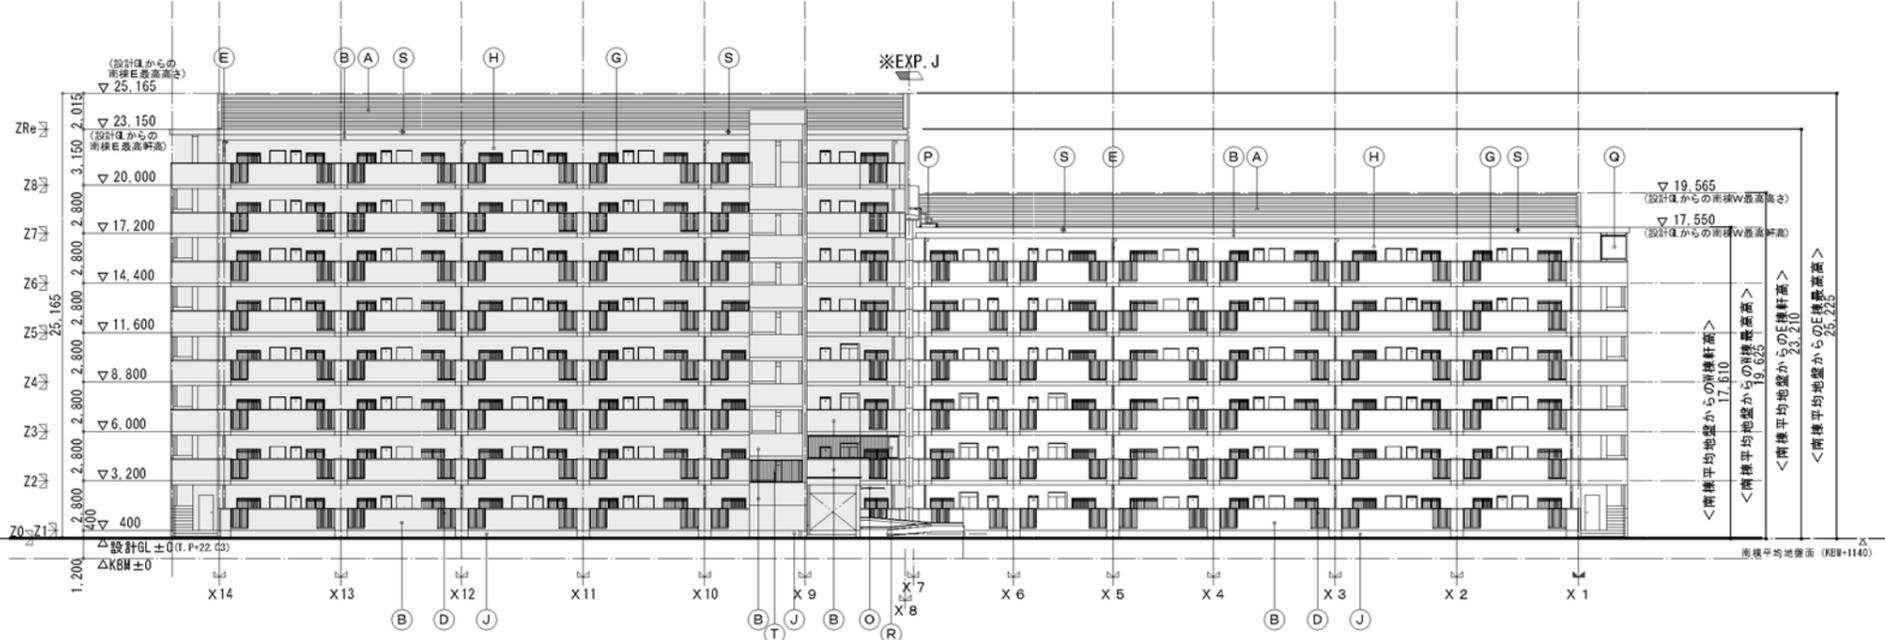 ※EXP.J
E B A S H G S
(設計GLからの
南棟E最高高さ)
▽ 25,165
2,015
▽ 23,150
ZRe
(設計GLからの
南棟E最高軒高)
3,150
▽ 20,000
Z8
2,800
▽ 17,200
Z7
2,800
▽ 14,400
Z6
2,800
▽ 11,600
Z5
25,165
2,800
▽ 8,800
Z4
2,800
▽ 6,000
Z3
2,800
▽ 3,200
Z2
2,800
400
▽ 400
Z0 Z1
△設計GL±0(T.P+22.03)
△KBM±0
1,200
P S E B A H G S Q
▽ 19,565
(設計GLからの南棟W最高高さ)
▽ 17,550
(設計GLからの南棟W最高軒高)
<南棟平均地盤からのW棟軒高>
17,610
<南棟平均地盤からのW棟最高高>
19,625
<南棟平均地盤からのE棟軒高>
23,210
<南棟平均地盤からのE棟最高高>
25,225
南棟平均地盤面 (KBM+1140)
X14 X13 X12 X11 X10 X9 X8 X7 X6 X5 X4 X3 X2 X1
B D J B T J B O R B D J